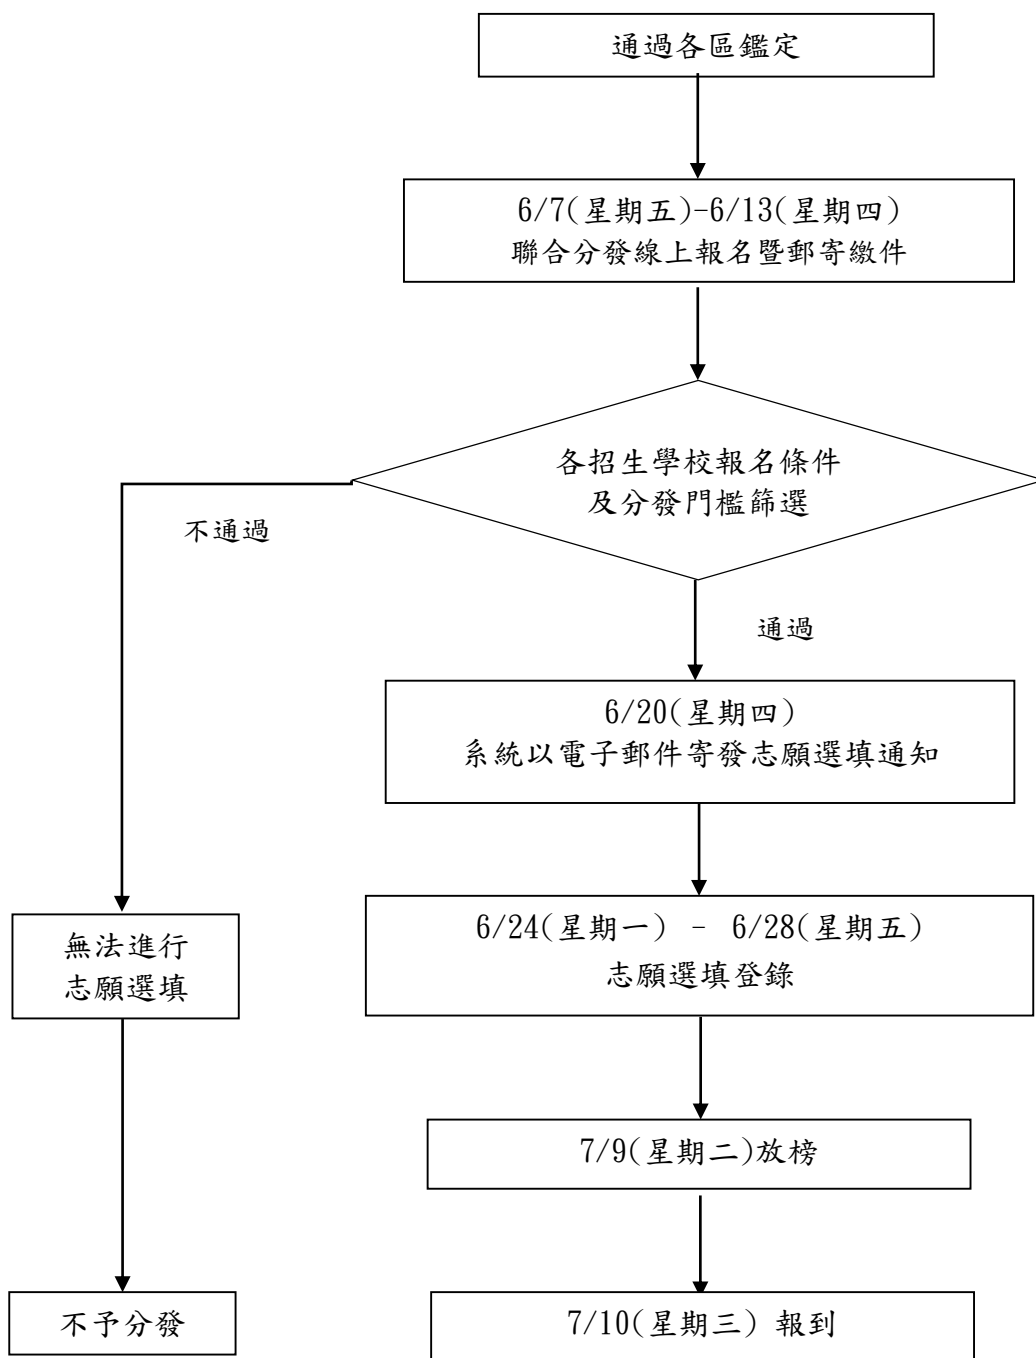 通過各區鑑定
6/7(星期五)-6/13(星期四)
聯合分發線上報名暨郵寄繳件
各招生學校報名條件
及分發門檻篩選
不通過
通過
6/20(星期四)
系統以電子郵件寄發志願選填通知
6/24(星期一) - 6/28(星期五)
志願選填登錄
無法進行
志願選填
7/9(星期二)放榜
不予分發
7/10(星期三) 報到